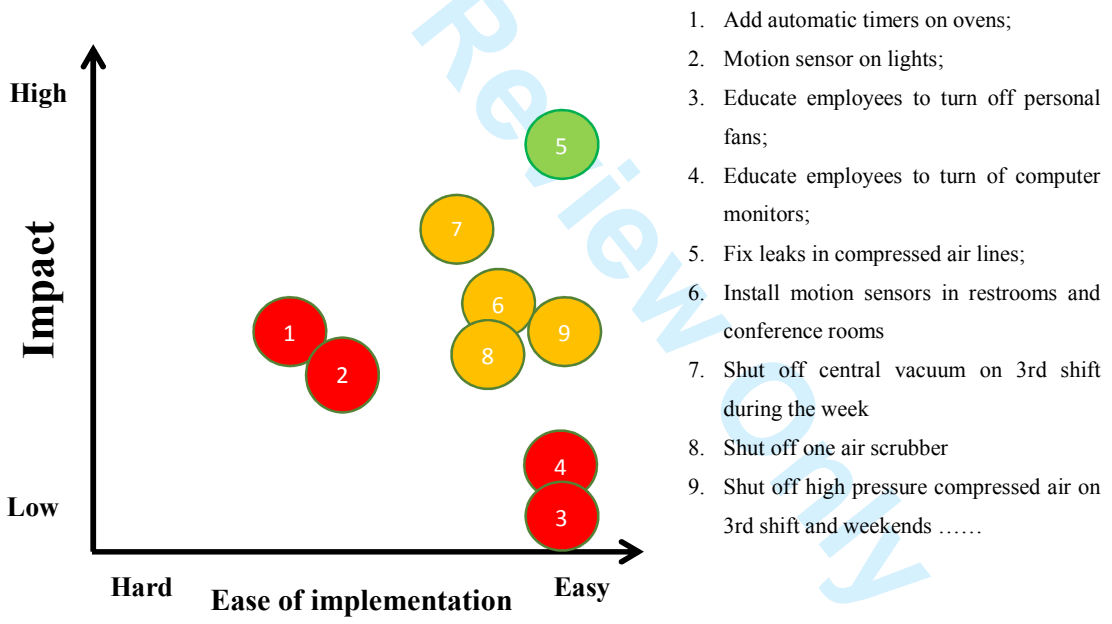 High
Impact
Low
Hard
Ease of implementation
Easy
5
7
6
9
1
8
2
4
3
1. Add automatic timers on ovens;
2. Motion sensor on lights;
3. Educate employees to turn off personal
fans;
4. Educate employees to turn of computer
monitors;
5. Fix leaks in compressed air lines;
6. Install motion sensors in restrooms and
conference rooms
7. Shut off central vacuum on 3rd shift
during the week
8. Shut off one air scrubber
9. Shut off high pressure compressed air on
3rd shift and weekends ……
Review Only